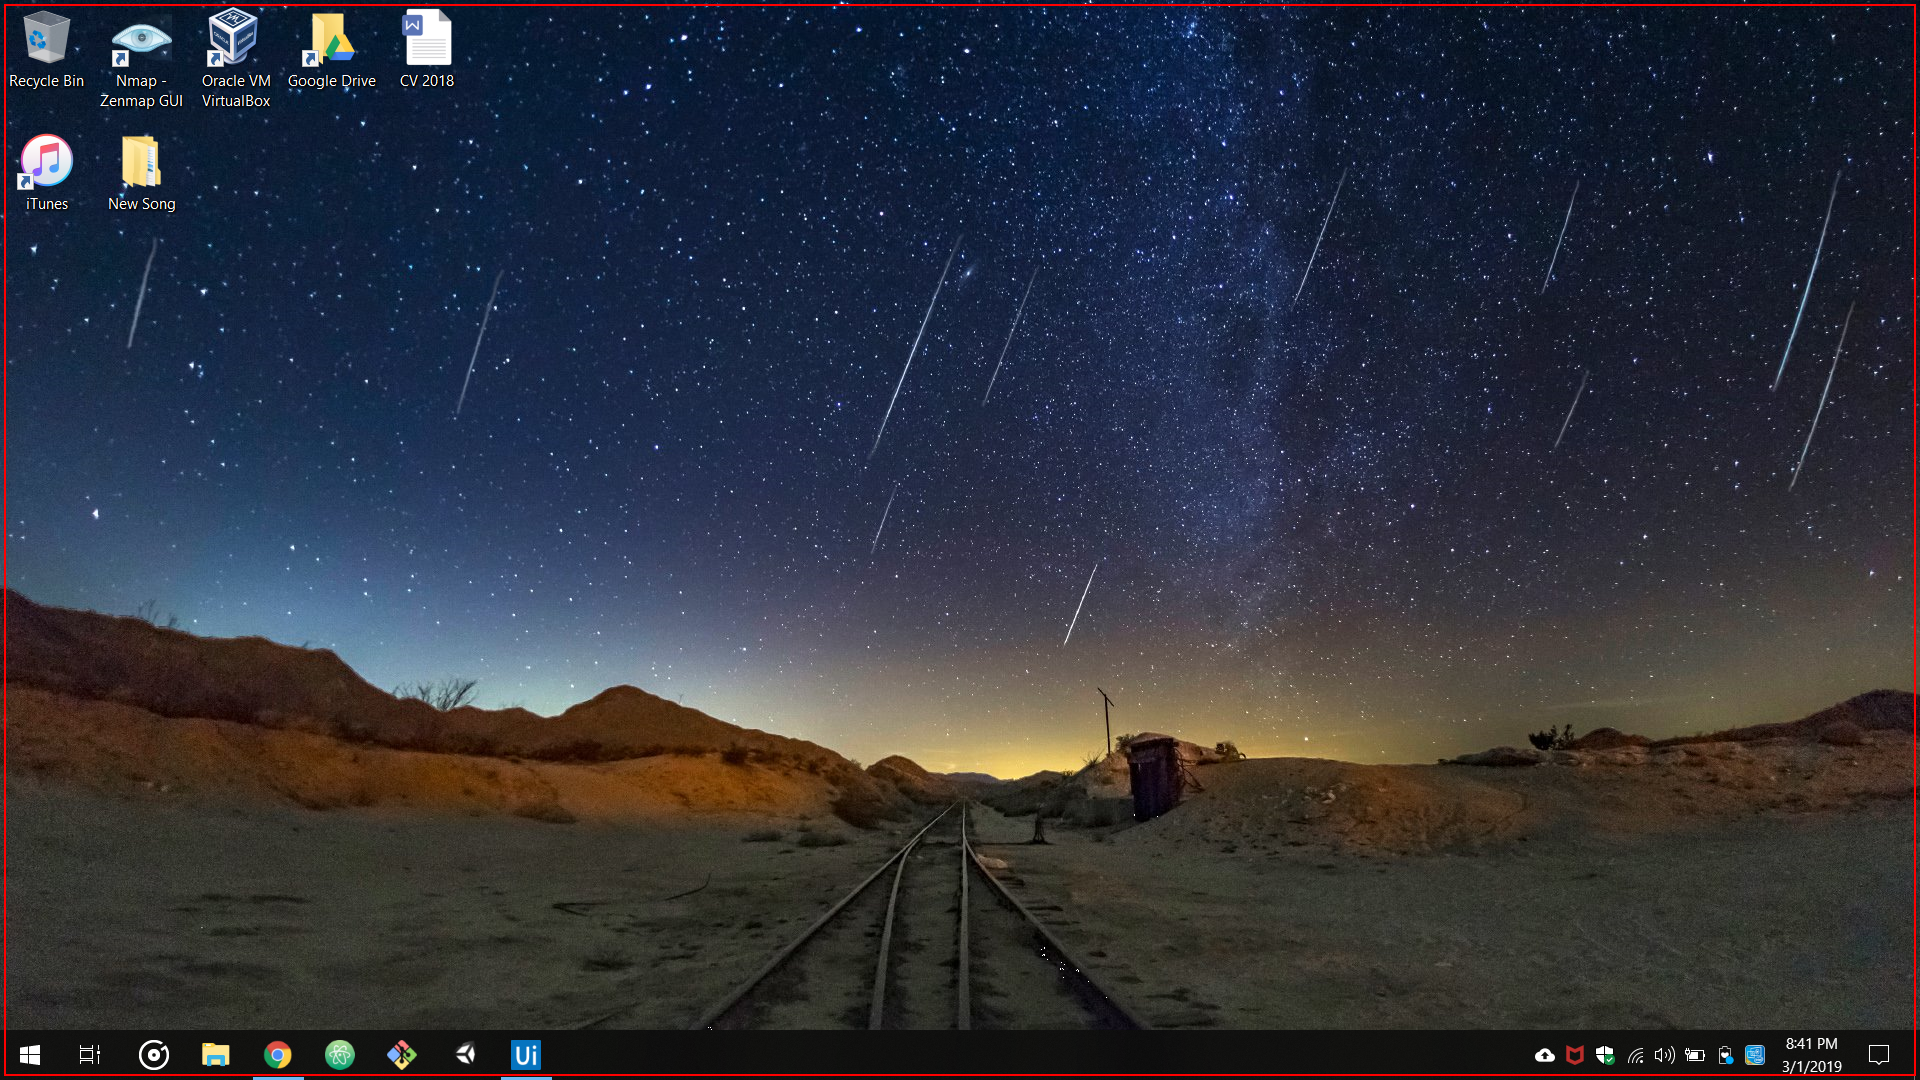 Recycle Bin
Nmap -
Zenmap GUI
Oracle VM
VirtualBox
Google Drive
W
CV 2018
iTunes
New Song
Ui
8:41 PM
3/1/2019